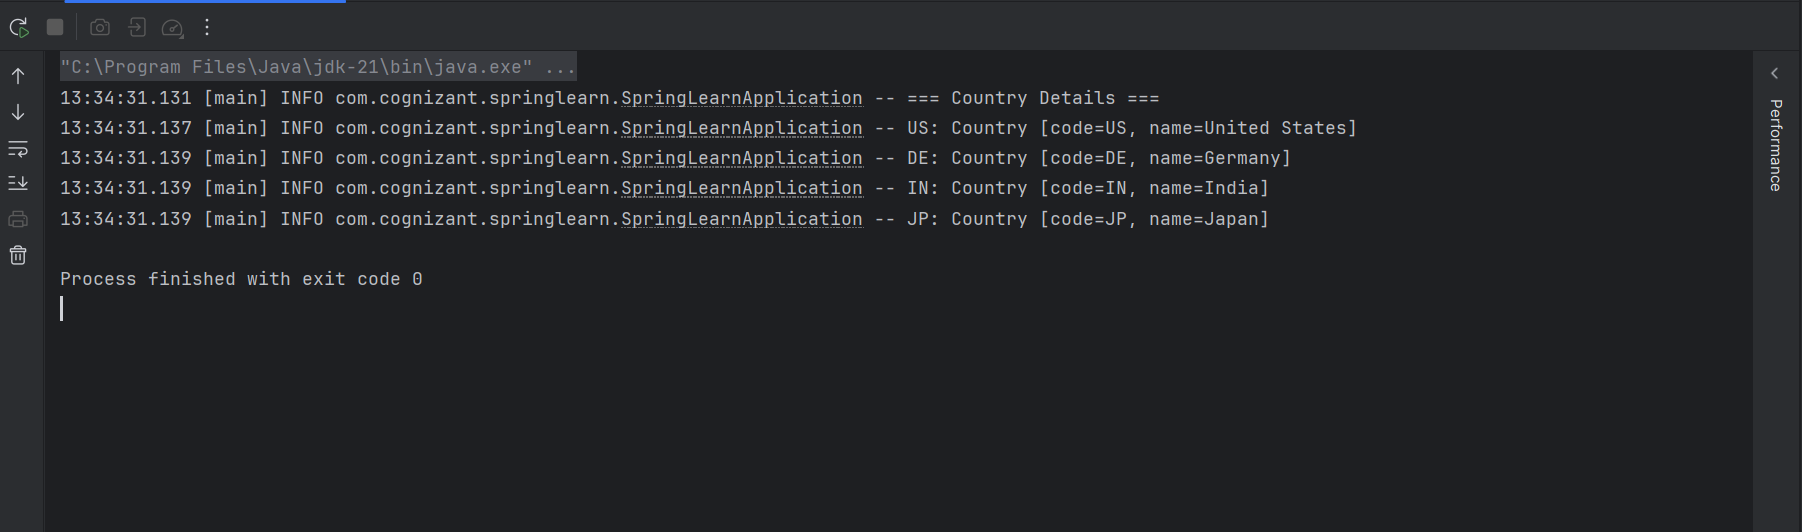 "C:\Program Files\Java\jdk-21\bin\java.exe" ...
13:34:31.131 [main] INFO com.cognizant.springlearn.SpringLearnApplication -- === Country Details ===
13:34:31.137 [main] INFO com.cognizant.springlearn.SpringLearnApplication -- US: Country [code=US, name=United States]
13:34:31.139 [main] INFO com.cognizant.springlearn.SpringLearnApplication -- DE: Country [code=DE, name=Germany]
13:34:31.139 [main] INFO com.cognizant.springlearn.SpringLearnApplication -- IN: Country [code=IN, name=India]
13:34:31.139 [main] INFO com.cognizant.springlearn.SpringLearnApplication -- JP: Country [code=JP, name=Japan]
Process finished with exit code 0
Performance